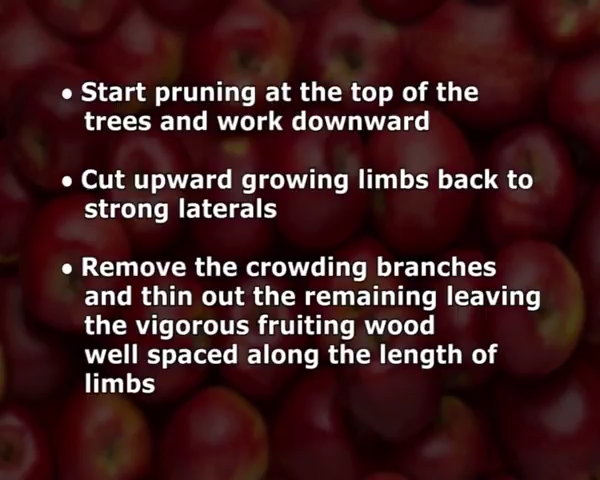 • Start pruning at the top of the
trees and work downward
• Cut upward growing limbs back to
strong laterals
• Remove the crowding branches
and thin out the remaining leaving
the vigorous fruiting wood
well spaced along the length of
limbs